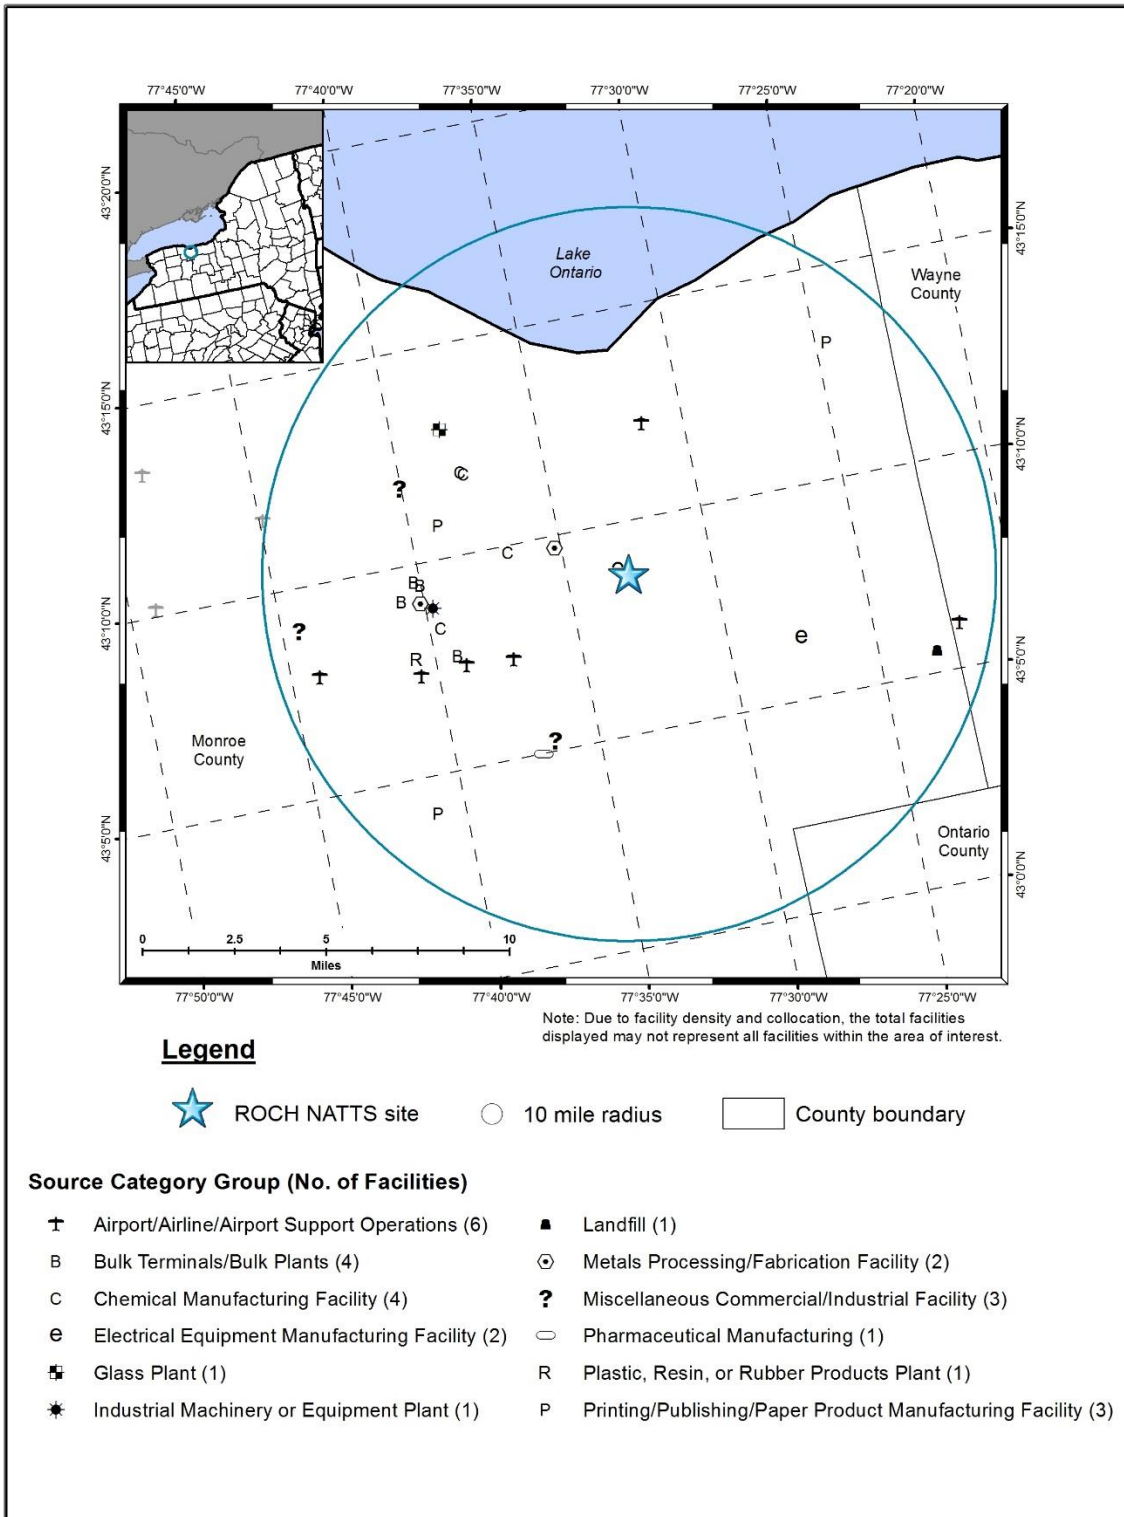 77°45'0"W 77°40'0"W 77°35'0"W 77°30'0"W 77°25'0"W 77°20'0"W
43°20'0"N
43°15'0"N
43°10'0"N
43°5'0"N
43°15'0"N
43°10'0"N
43°5'0"N
43°0'0"N
Lake
Ontario
Wayne
County
P
C
C
?
P
C
B
B
B
C
?
R
B
e
Monroe
County
?
P
Ontario
County
0 2.5 5 10
Miles
77°50'0"W 77°45'0"W 77°40'0"W 77°35'0"W 77°30'0"W 77°25'0"W
Note: Due to facility density and collocation, the total facilities
displayed may not represent all facilities within the area of interest.
Legend
ROCH NATTS site 10 mile radius County boundary
Source Category Group (No. of Facilities)
Airport/Airline/Airport Support Operations (6)
B Bulk Terminals/Bulk Plants (4)
C Chemical Manufacturing Facility (4)
e Electrical Equipment Manufacturing Facility (2)
Glass Plant (1)
Industrial Machinery or Equipment Plant (1)
Landfill (1)
Metals Processing/Fabrication Facility (2)
? Miscellaneous Commercial/Industrial Facility (3)
Pharmaceutical Manufacturing (1)
R Plastic, Resin, or Rubber Products Plant (1)
P Printing/Publishing/Paper Product Manufacturing Facility (3)